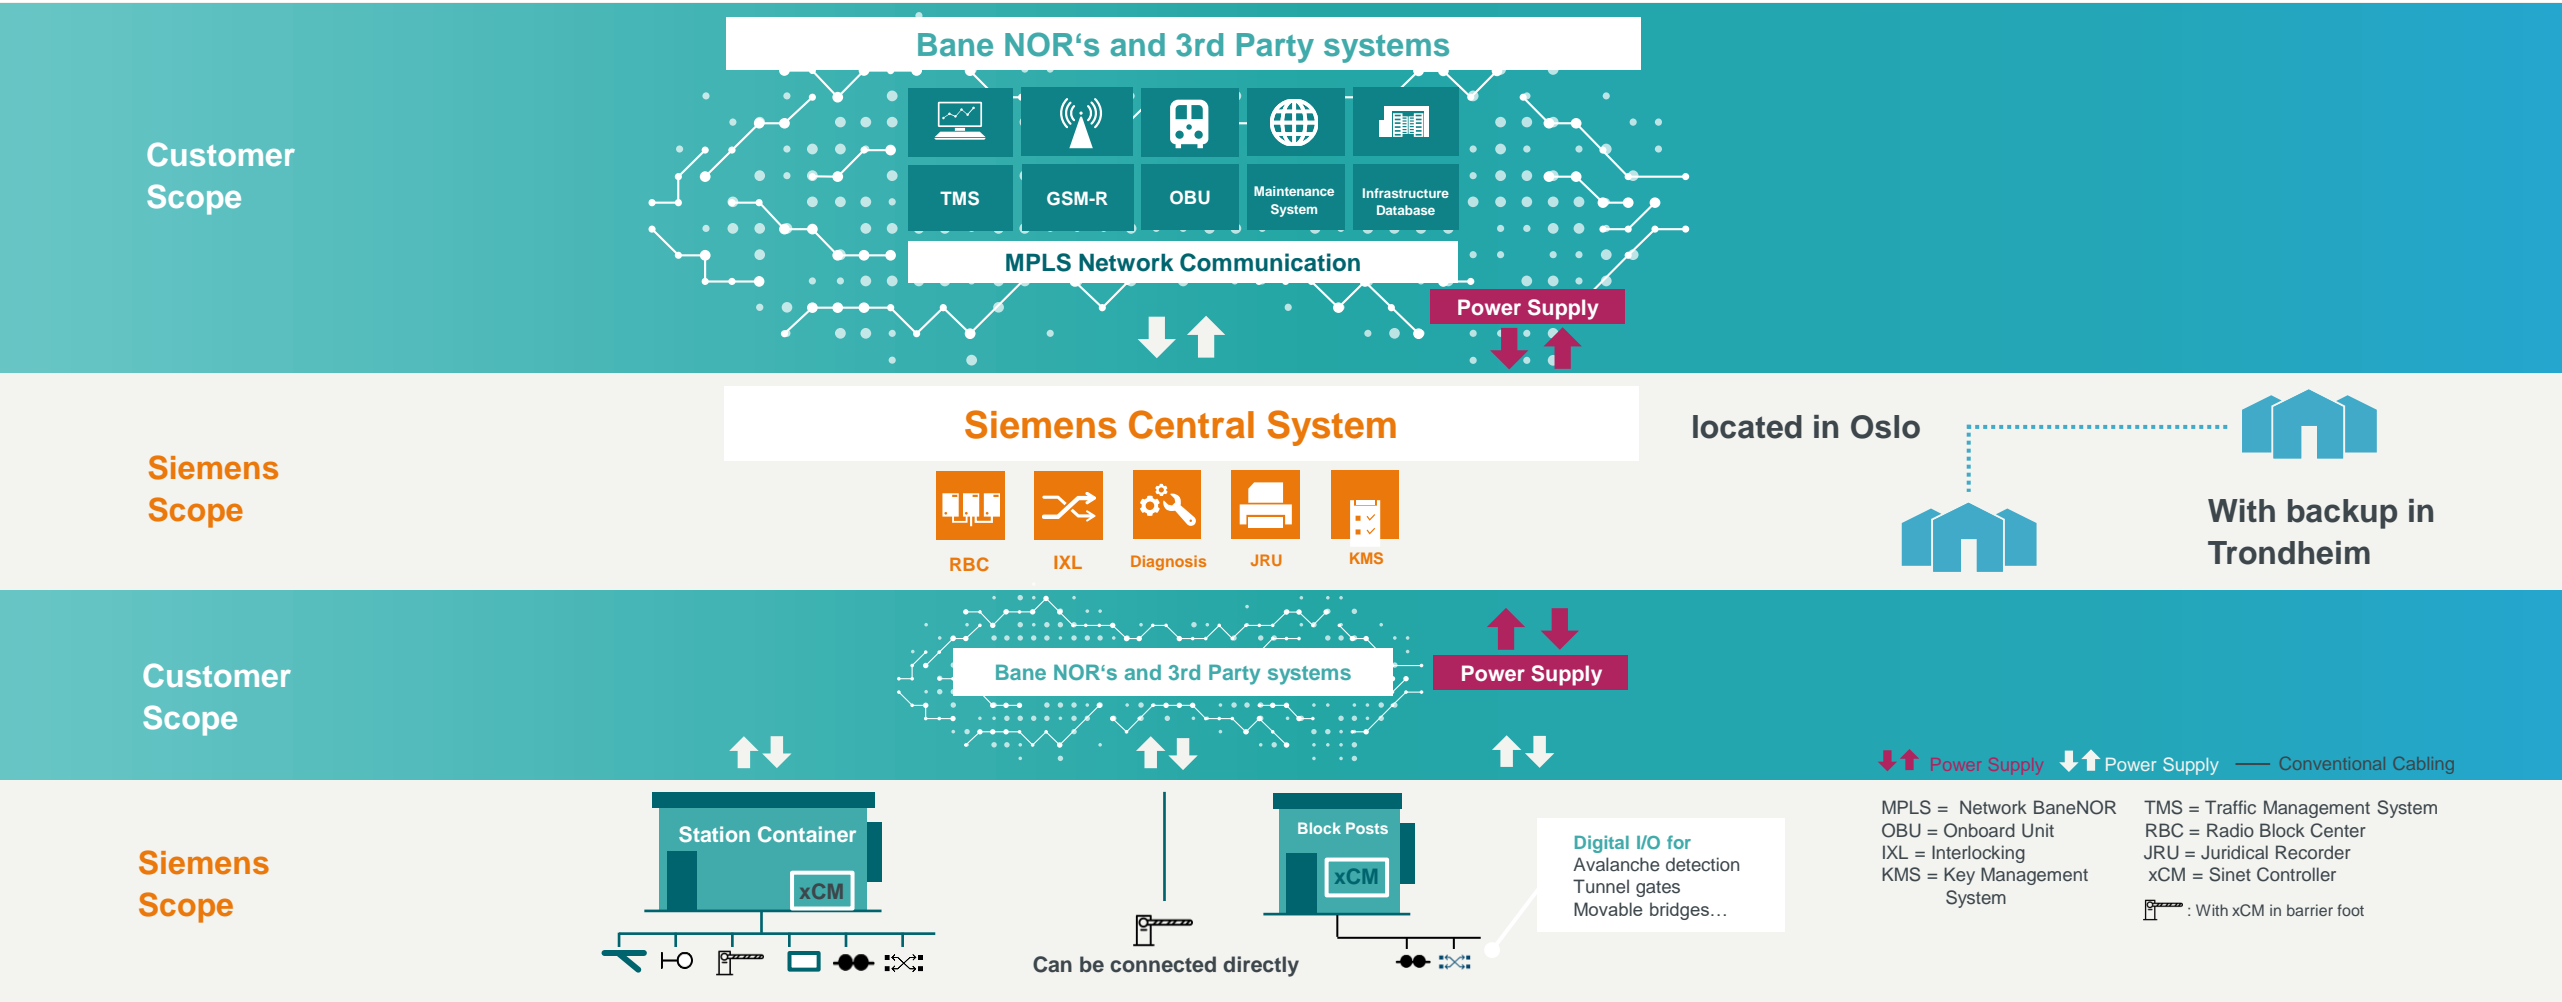 Bane NOR‘s and 3rd Party systems
Customer
Scope
TMS
GSM-R
OBU
Maintenance
System
Infrastructure
Database
MPLS Network Communication
Power Supply
Siemens
Scope
Siemens Central System
RBC
IXL
Diagnosis
JRU
KMS
located in Oslo
With backup in
Trondheim
Customer
Scope
Bane NOR‘s and 3rd Party systems
Power Supply
Power Supply
Power Supply
Conventional Cabling
Siemens
Scope
Station Container
xCM
Can be connected directly
Block Posts
xCM
Digital I/O for
Avalanche detection
Tunnel gates
Movable bridges…
MPLS = Network BaneNOR
OBU = Onboard Unit
IXL = Interlocking
KMS = Key Management
System
TMS = Traffic Management System
RBC = Radio Block Center
JRU = Juridical Recorder
xCM = Sinet Controller
: With xCM in barrier foot